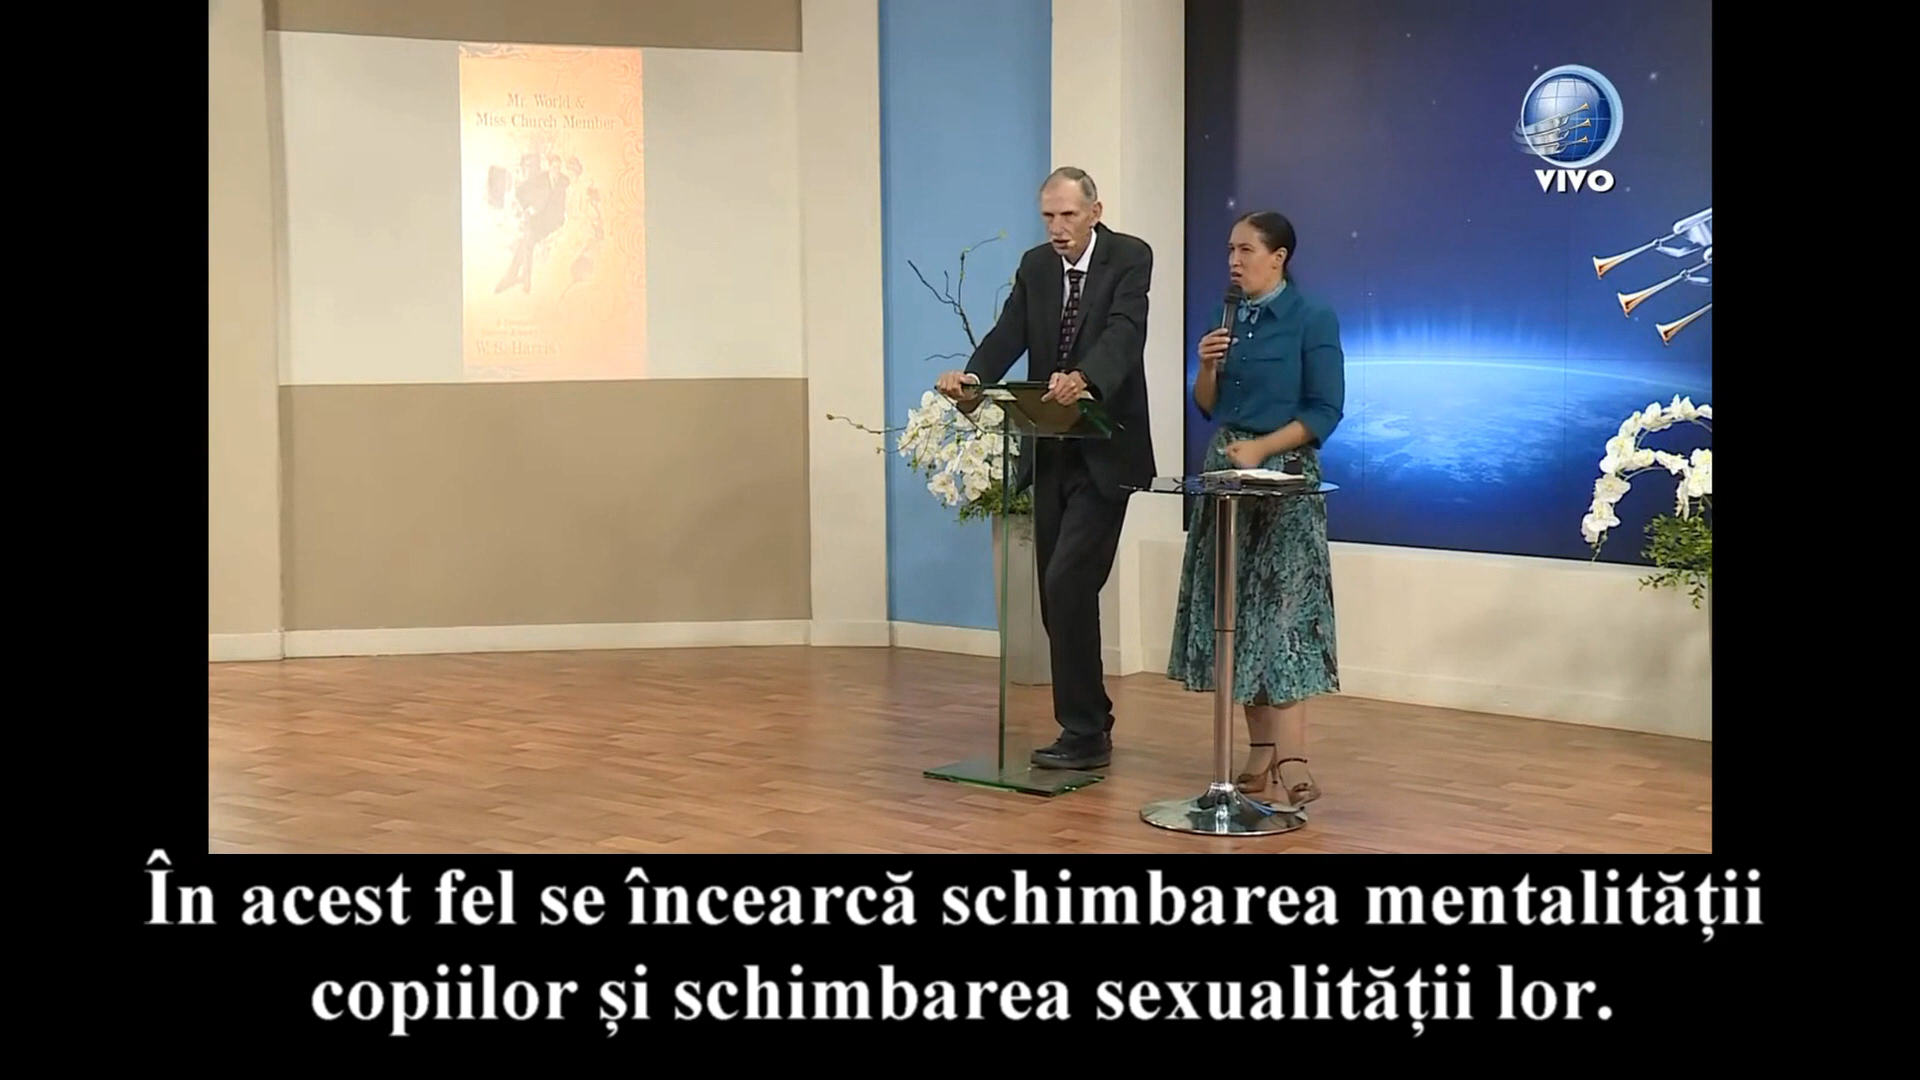 Mr. World &
Miss Church Member
W. S. Harris
VIVO
În acest fel se încearcă schimbarea mentalității
copiilor și schimbarea sexualității lor.